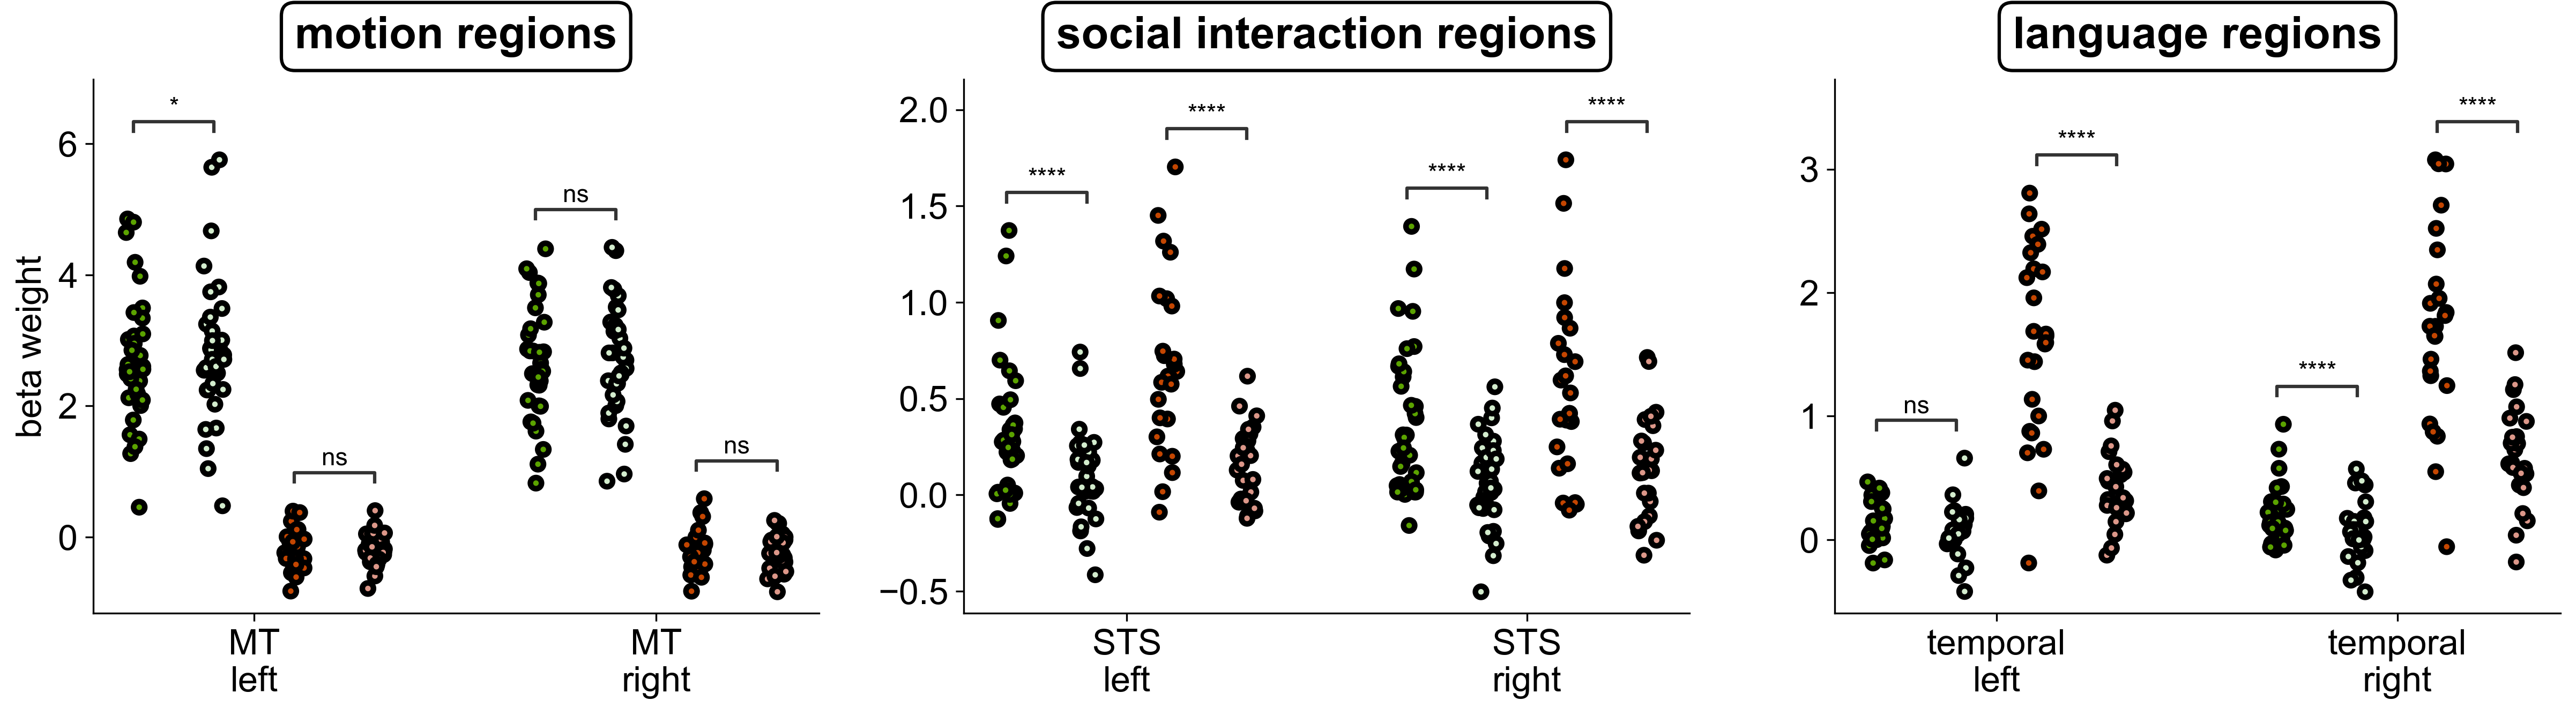 motion regions
social interaction regions
language regions
beta weight
6
4
2
0
*
ns
ns
ns
MT
left
MT
right
2.0
1.5
1.0
0.5
0.0
−0.5
****
****
****
****
STS
left
STS
right
3
2
1
0
ns
****
****
****
temporal
left
temporal
right